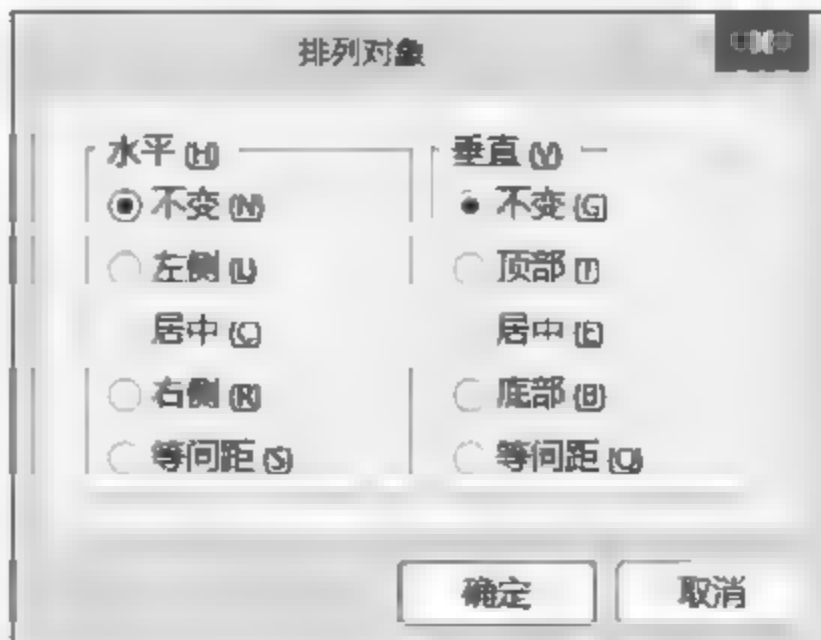 排列对象
水平(H)
不变(N)
左侧(L)
居中(C)
右侧(R)
等间距(S)
垂直(V)
不变(G)
顶部(T)
居中(E)
底部(B)
等间距(Q)
确定
取消